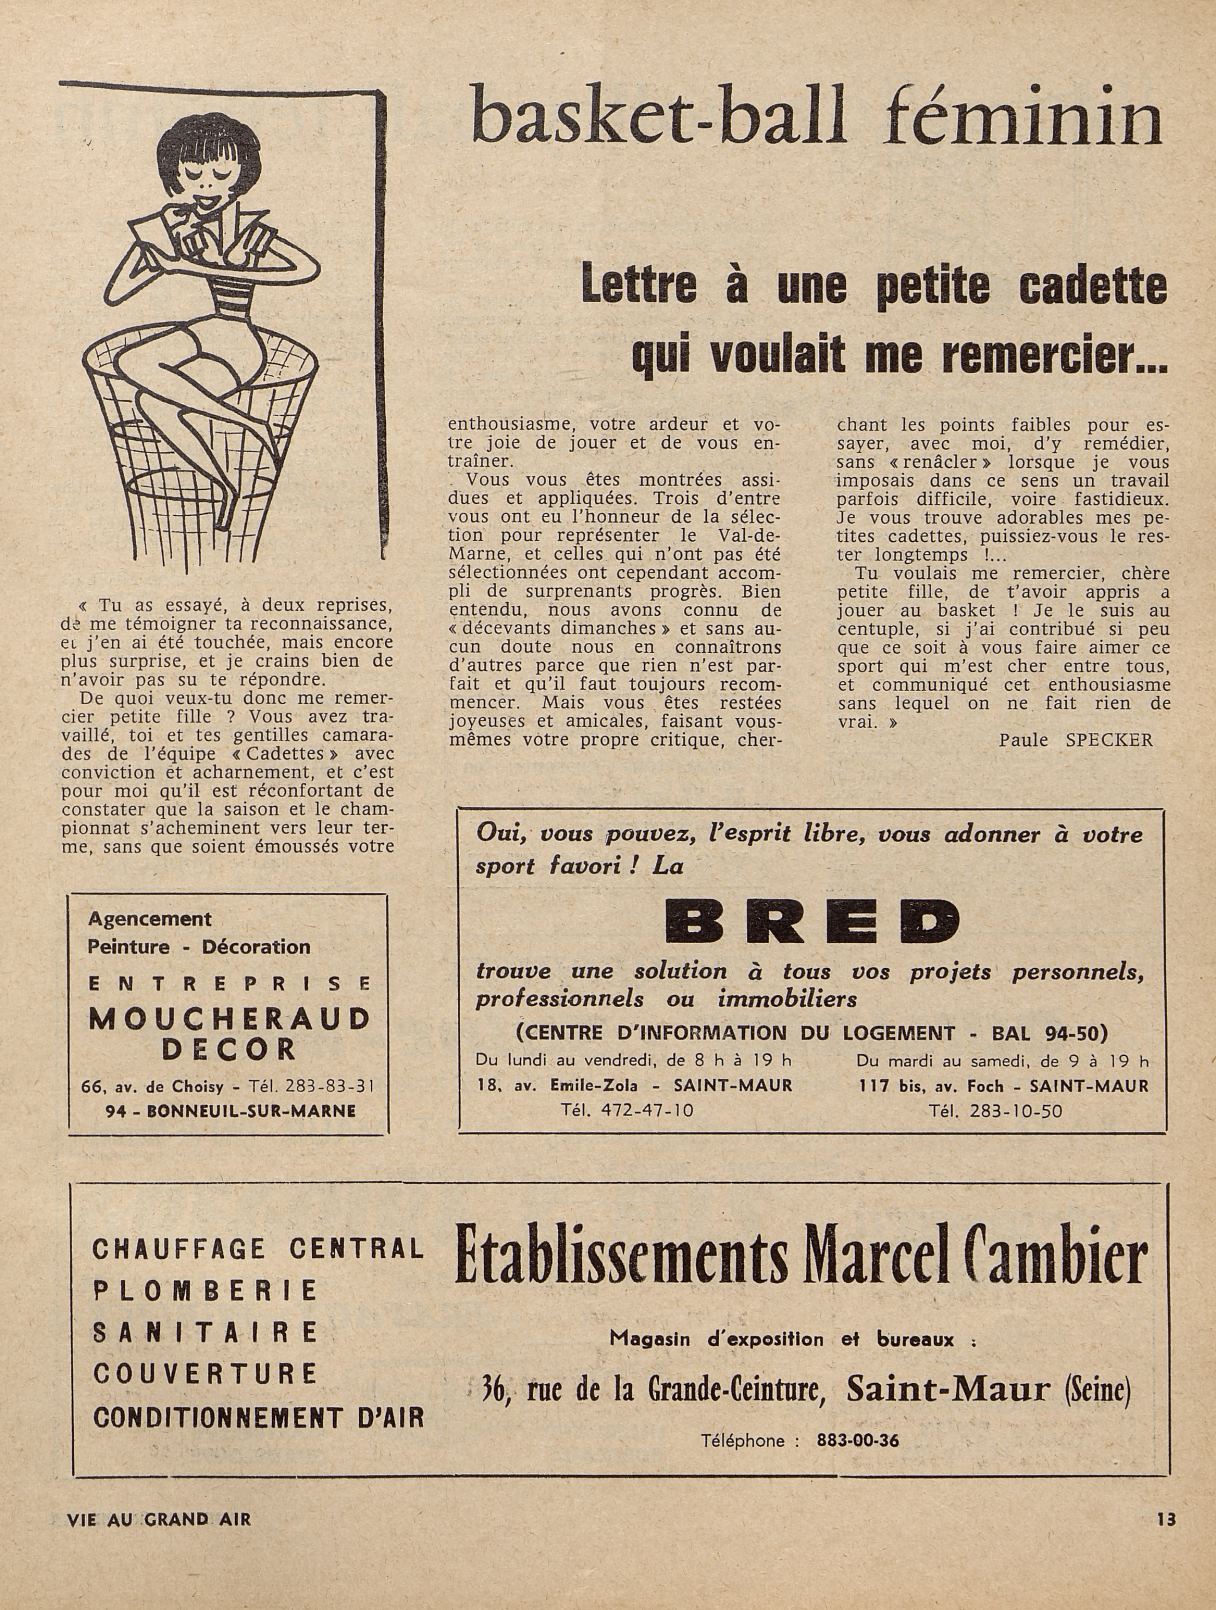 basket-ball féminin
Lettre à une petite cadette
qui voulait me remercier...
« Tu as essayé, à deux reprises,
de me témoigner ta reconnaissance,
et j'en ai été touchée, mais encore
plus surprise, et je crains bien de
n'avoir pas su te répondre.
De quoi veux-tu donc me remer-
cier petite fille ? Vous avez tra-
vaillé, toi et tes gentilles camara-
des de l'équipe « Cadettes » avec
conviction et acharnement, et c'est
pour moi qu'il est réconfortant de
constater que la saison et le cham-
pionnat s'acheminent vers leur ter-
me, sans que soient émoussés votre
enthousiasme, votre ardeur et vo-
tre joie de jouer et de vous en-
traîner.
Vous vous êtes montrées assi-
dues et appliquées. Trois d'entre
vous ont eu l'honneur de la sélec-
tion pour représenter le Val-de-
Marne, et celles qui n'ont pas été
sélectionnées ont cependant accom-
pli de surprenants progrès. Bien
entendu, nous avons connu de
« décevants dimanches » et sans au-
cun doute nous en connaîtrons
d'autres parce que rien n'est par-
fait et qu'il faut toujours recom-
mencer. Mais vous êtes restées
joyeuses et amicales, faisant vous-
mêmes votre propre critique, cher-
chant les points faibles pour es-
sayer, avec moi, d'y remédier,
sans « renâcler » lorsque je vous
imposais dans ce sens un travail
parfois difficile, voire fastidieux.
Je vous trouve adorables mes pe-
tites cadettes, puissiez-vous le res-
ter longtemps !...
Tu voulais me remercier, chère
petite fille, de t'avoir appris a
jouer au basket ! Je le suis au
centuple, si j'ai contribué si peu
que ce soit à vous faire aimer ce
sport qui m'est cher entre tous,
et communiqué cet enthousiasme
sans lequel on ne fait rien de
vrai. »
Paule SPECKER
Agencement
Peinture - Décoration
ENTREPRISE
MOUCHERAUD
DECOR
66, av. de Choisy - Tél. 283-83-31
94 - BONNEUIL-SUR-MARNE
Oui, vous pouvez, l'esprit libre, vous adonner à votre
sport favori ! La
BRED
trouve une solution à tous vos projets personnels,
professionnels ou immobiliers
(CENTRE D'INFORMATION DU LOGEMENT - BAL 94-50)
Du lundi au vendredi, de 8 h à 19 h
18, av. Emile-Zola - SAINT-MAUR
Tél. 472-47-10
Du mardi au samedi, de 9 à 19 h
117 bis, av. Foch - SAINT-MAUR
Tél. 283-10-50
CHAUFFAGE CENTRAL
PLOMBERIE
SANITAIRE
COUVERTURE
CONDITIONNEMENT D'AIR
Etablissements Marcel Cambier
Magasin d'exposition et bureaux :
36, rue de la Grande-Ceinture, Saint-Maur (Seine)
Téléphone : 883-00-36
VIE AU GRAND AIR
13